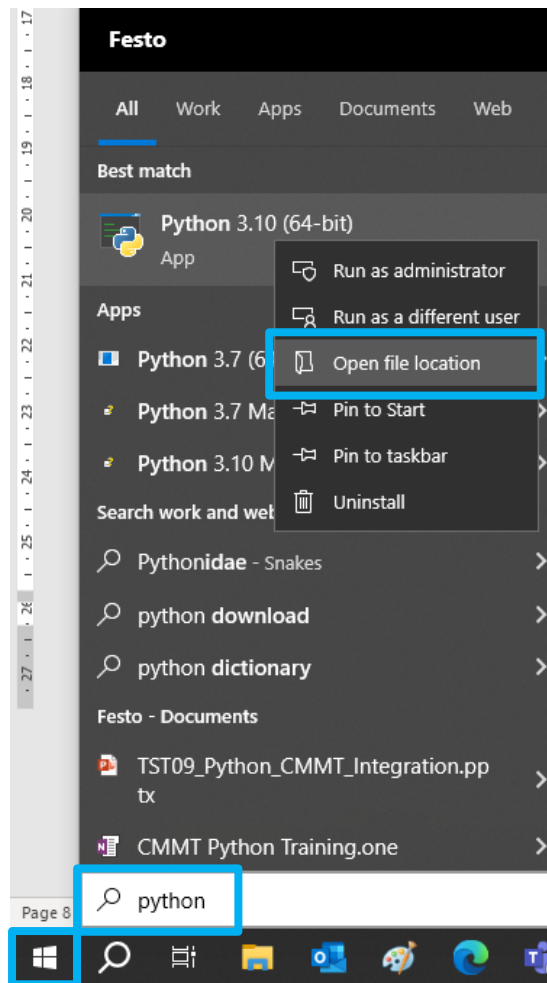 Festo
All Work Apps Documents Web
Best match
Python 3.10 (64-bit)
App
Run as administrator
Apps
Run as a different user
Python 3.7 (6
Open file location
Python 3.7 Ma
Pin to Start
Python 3.10 M
Pin to taskbar
Uninstall
Search work and web
Pythonidae - Snakes
python download
python dictionary
Festo - Documents
TST09_Python_CMMT_Integration.pp
tx
CMMT Python Training.one
python
Page 8
17
18
19
20
21
22
23
24
25
26
27